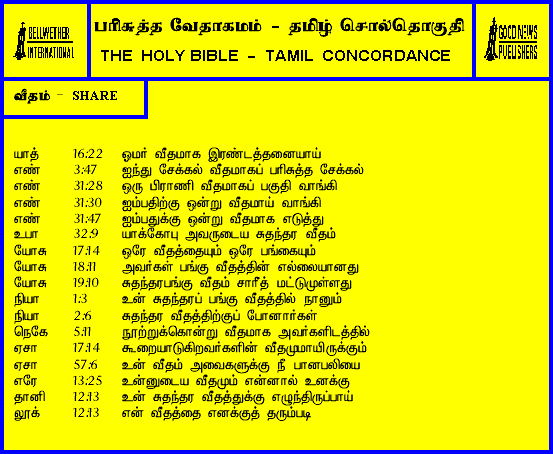 BELLWETHER
INTERNATIONAL
பரிசுத்த வேதாகமம் - தமிழ் சொல்தொகுதி
THE HOLY BIBLE - TAMIL CONCORDANCE
GOOD NEWS
PUBLISHERS
வீதம் - SHARE
யாத் 16:22 ஒமர் வீதமாக இரண்டத்தனையாய்
எண் 3:47 ஐந்து சேக்கல் வீதமாகப் பரிசுத்த சேக்கல்
எண் 31:28 ஒரு பிராணி வீதமாகப் பகுதி வாங்கி
எண் 31:30 ஐம்பதிற்கு ஒன்று வீதமாய் வாங்கி
எண் 31:47 ஐம்பதுக்கு ஒன்று வீதமாக எடுத்து
உபா 32:9 யாக்கோபு அவருடைய சுதந்தர வீதம்
யோசு 17:14 ஒரே வீதத்தையும் ஒரே பங்கையும்
யோசு 18:11 அவர்கள் பங்கு வீதத்தின் எல்லையானது
யோசு 19:10 சுதந்தரபங்கு வீதம் சாரீத் மட்டுமுள்ளது
நியா 1:3 உன் சுதந்தரப் பங்கு வீதத்தில் நானும்
நியா 2:6 சுதந்தர வீதத்திற்குப் போனார்கள்
நெகே 5:11 நூற்றுக்கொன்று வீதமாக அவர்களிடத்தில்
ஏசா 17:14 கூறையாடுகிறவர்களின் வீதமுமாயிருக்கும்
ஏசா 57:6 உன் வீதம் அவைகளுக்கு நீ பானபலியை
எரே 13:25 உன்னுடைய வீதமும் என்னால் உனக்கு
தானி 12:13 உன் சுதந்தர வீதத்துக்கு எழுந்திருப்பாய்
லூக் 12:13 என் வீதத்தை எனக்குத் தரும்படி